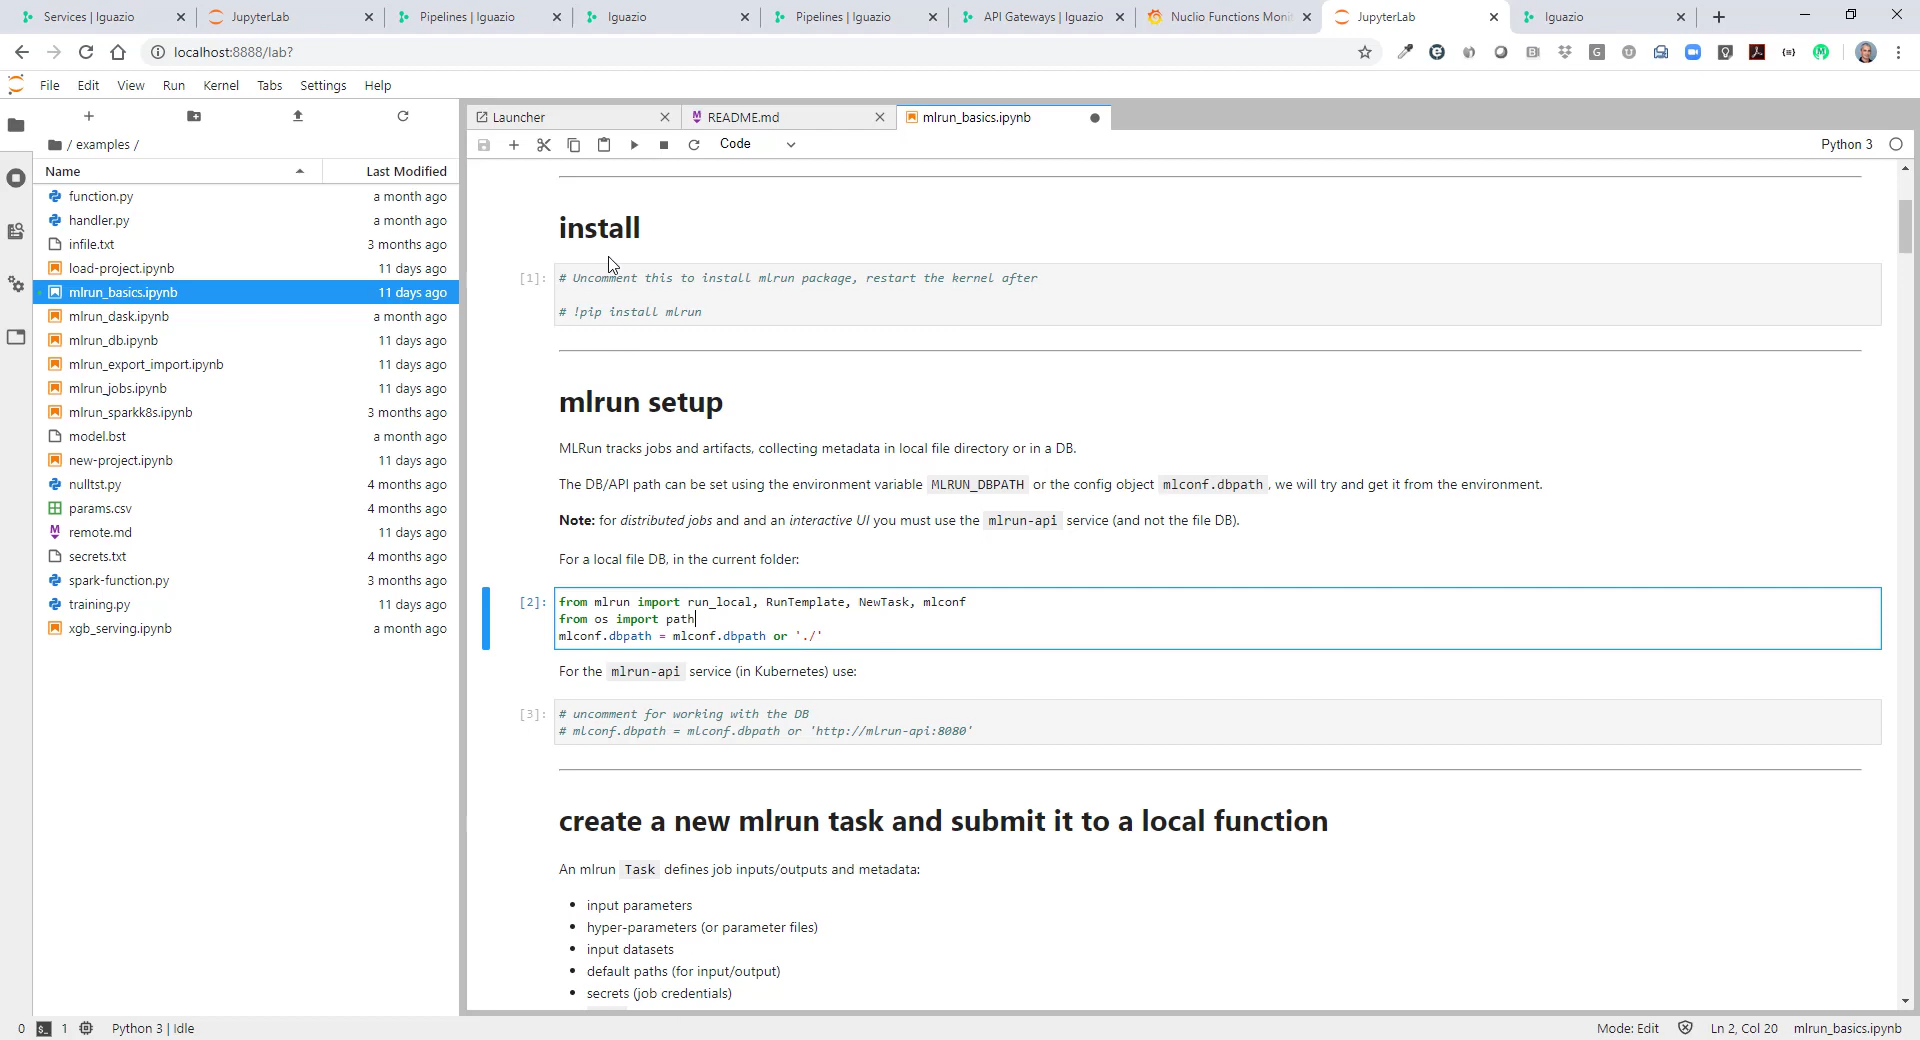 Services | Iguazio
JupyterLab
Pipelines | Iguazio
Iguazio
Pipelines | Iguazio
API Gateways | Iguazio
Nuclio Functions Monit
JupyterLab
Iguazio
localhost:8888/lab?
File Edit View Run Kernel Tabs Settings Help
/ examples /
Name Last Modified
function.py a month ago
handler.py a month ago
infile.txt 3 months ago
load-project.ipynb 11 days ago
mlrun_basics.ipynb 11 days ago
mlrun_dask.ipynb a month ago
mlrun_db.ipynb 11 days ago
mlrun_export_import.ipynb 11 days ago
mlrun_jobs.ipynb 11 days ago
mlrun_sparkk8s.ipynb 3 months ago
model.bst a month ago
new-project.ipynb 11 days ago
nulltst.py 4 months ago
params.csv 4 months ago
remote.md 11 days ago
secrets.txt 4 months ago
spark-function.py 3 months ago
training.py 11 days ago
xgb_serving.ipynb a month ago
Launcher
README.md
mlrun_basics.ipynb
Code
Python 3
install
[1]: # Uncomment this to install mlrun package, restart the kernel after
# !pip install mlrun
mlrun setup
MLRun tracks jobs and artifacts, collecting metadata in local file directory or in a DB.
The DB/API path can be set using the environment variable MLRUN_DBPATH or the config object mlconf.dbpath, we will try and get it from the environment.
Note: for distributed jobs and and an interactive UI you must use the mlrun-api service (and not the file DB).
For a local file DB, in the current folder:
[2]: from mlrun import run_local, RunTemplate, NewTask, mlconf
from os import path
mlconf.dbpath = mlconf.dbpath or './'
For the mlrun-api service (in Kubernetes) use:
[3]: # uncomment for working with the DB
# mlconf.dbpath = mlconf.dbpath or 'http://mlrun-api:8080'
create a new mlrun task and submit it to a local function
An mlrun Task defines job inputs/outputs and metadata:
• input parameters
• hyper-parameters (or parameter files)
• input datasets
• default paths (for input/output)
• secrets (job credentials)
0 1 Python 3 | Idle
Mode: Edit Ln 2, Col 20 mlrun_basics.ipynb